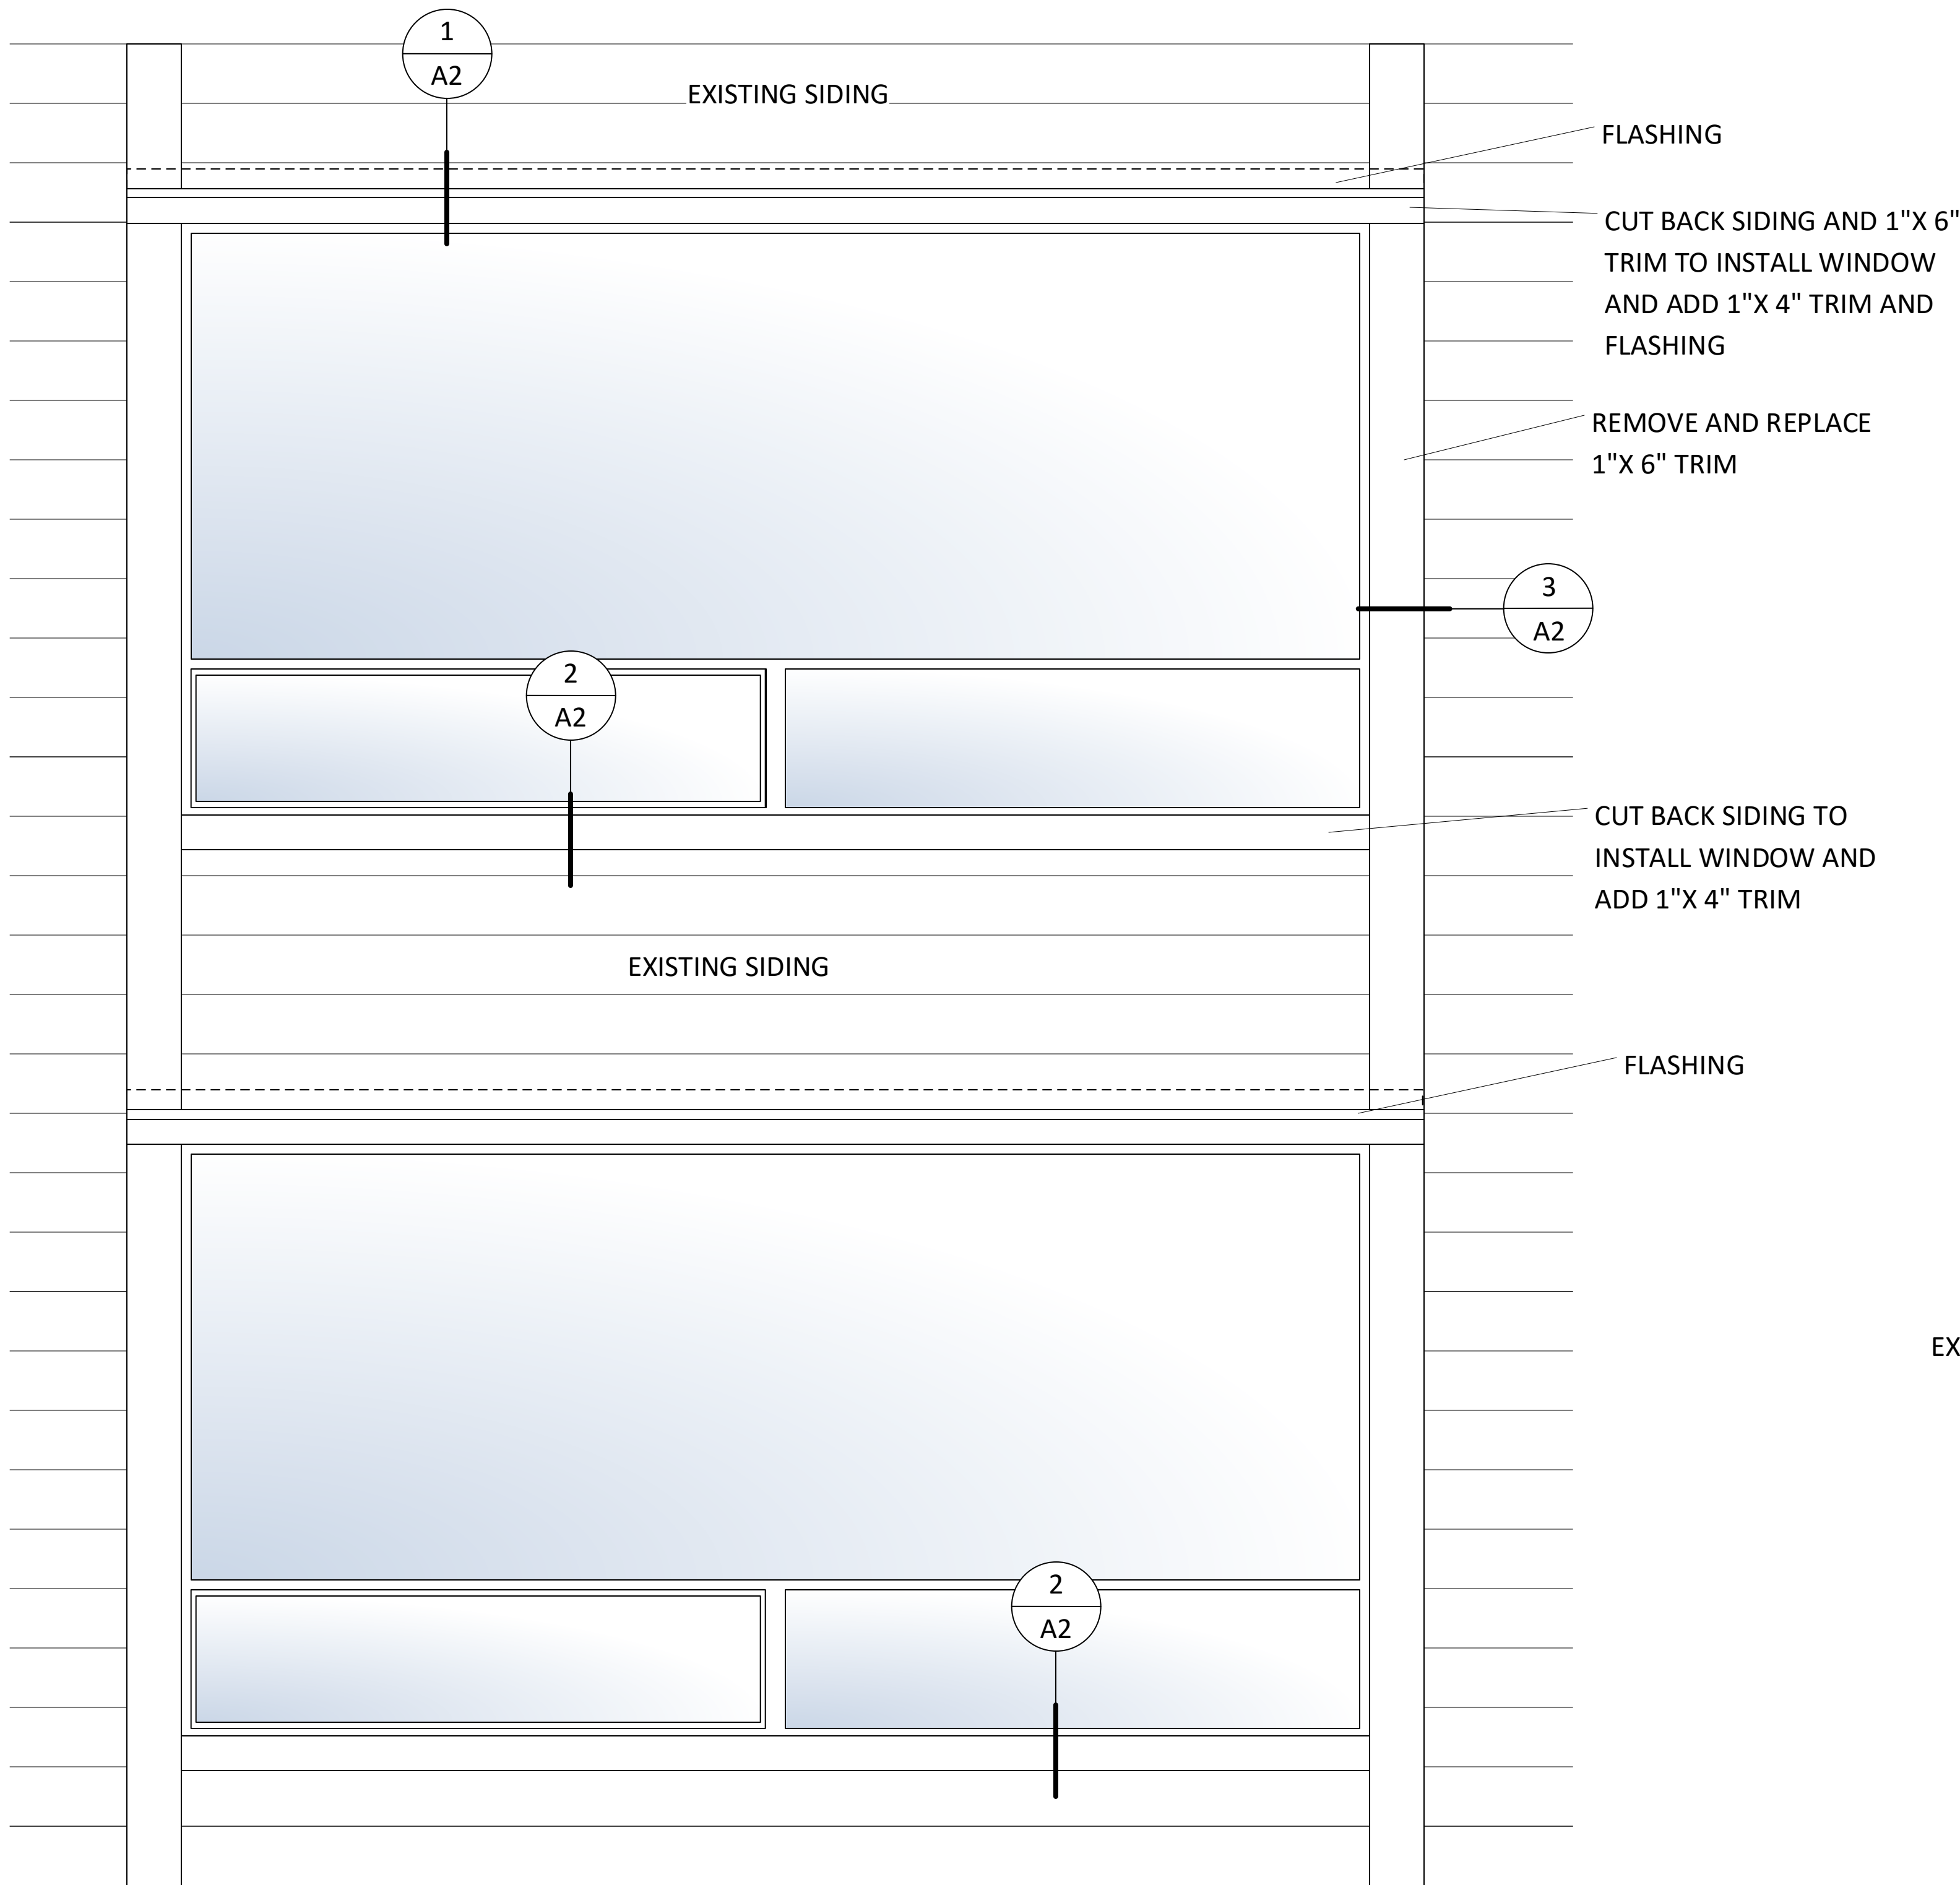 1
A2
EXISTING SIDING
FLASHING
CUT BACK SIDING AND 1"X 6"
TRIM TO INSTALL WINDOW
AND ADD 1"X 4" TRIM AND
FLASHING
REMOVE AND REPLACE
1"X 6" TRIM
3
A2
2
A2
CUT BACK SIDING TO
INSTALL WINDOW AND
ADD 1"X 4" TRIM
EXISTING SIDING
FLASHING
EX
2
A2